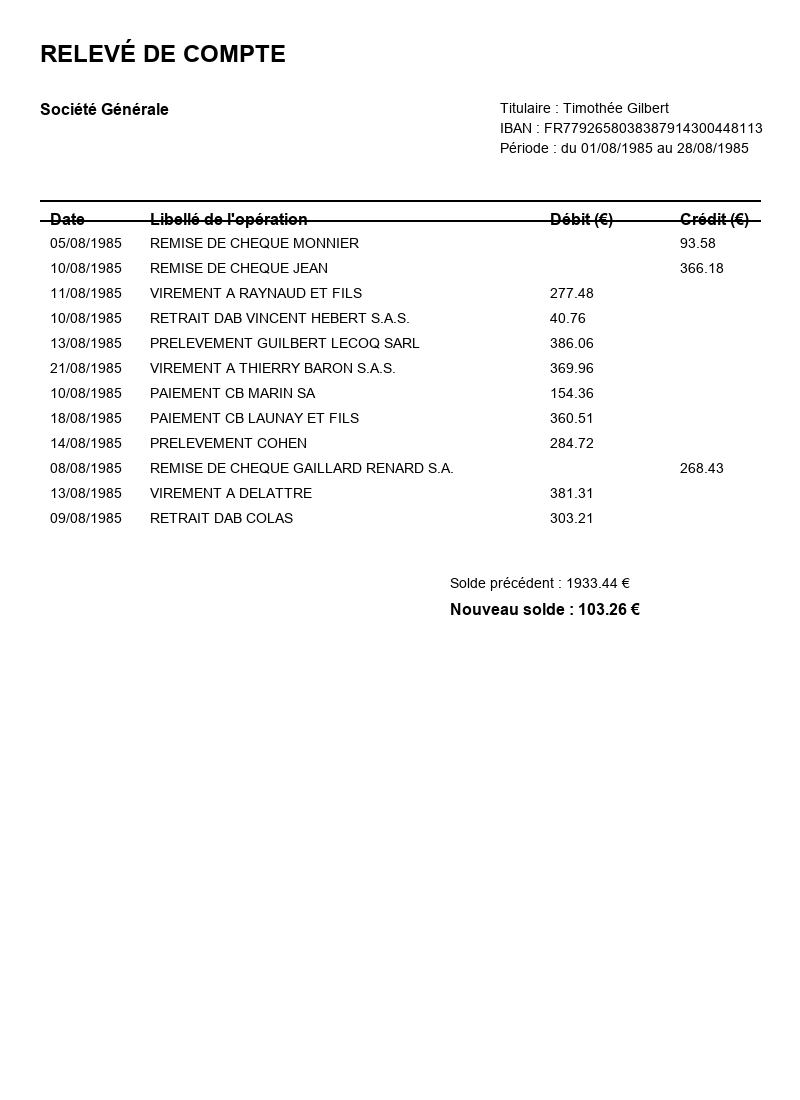 RELEVÉ DE COMPTE
Société Générale
Titulaire : Timothée Gilbert
IBAN : FR7792658038387914300448113
Période : du 01/08/1985 au 28/08/1985
Date Libellé de l'opération Débit (€) Crédit (€)
05/08/1985 REMISE DE CHEQUE MONNIER 93.58
10/08/1985 REMISE DE CHEQUE JEAN 366.18
11/08/1985 VIREMENT A RAYNAUD ET FILS 277.48
10/08/1985 RETRAIT DAB VINCENT HEBERT S.A.S. 40.76
13/08/1985 PRELEVEMENT GUILBERT LECOQ SARL 386.06
21/08/1985 VIREMENT A THIERRY BARON S.A.S. 369.96
10/08/1985 PAIEMENT CB MARIN SA 154.36
18/08/1985 PAIEMENT CB LAUNAY ET FILS 360.51
14/08/1985 PRELEVEMENT COHEN 284.72
08/08/1985 REMISE DE CHEQUE GAILLARD RENARD S.A. 268.43
13/08/1985 VIREMENT A DELATTRE 381.31
09/08/1985 RETRAIT DAB COLAS 303.21
Solde précédent : 1933.44 €
Nouveau solde : 103.26 €